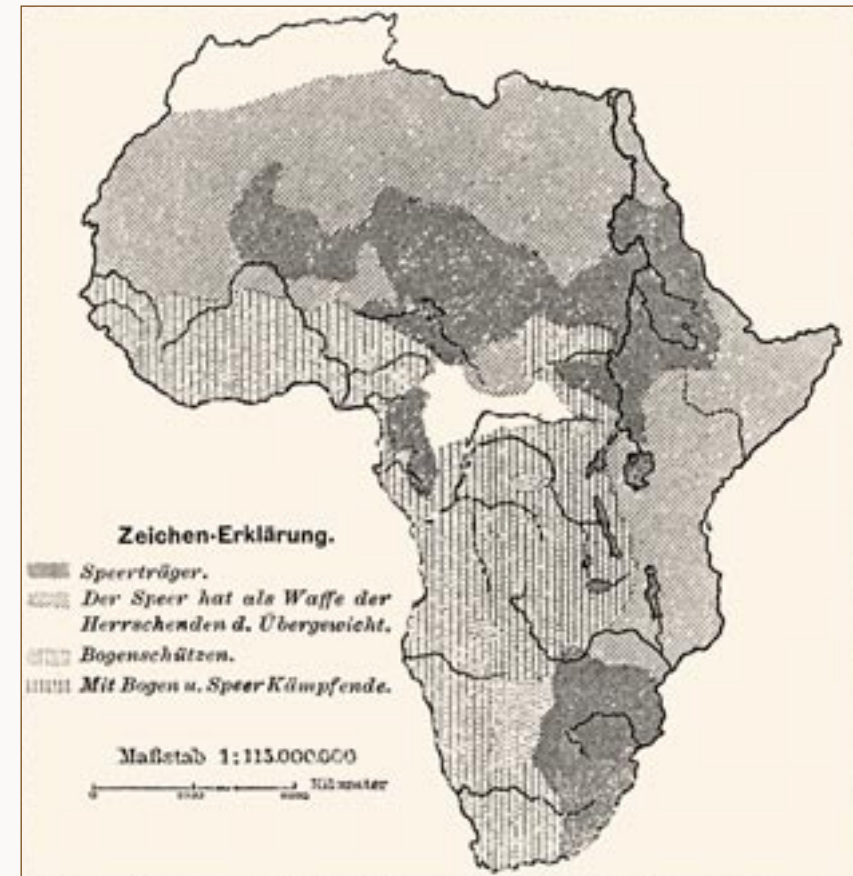 Zeichen-Erklärung.
Speerträger.
Der Speer hat als Waffe der
Herrschenden d. Übergewicht.
Bogenschützen.
Mit Bogen u. Speer Kämpfende.
Maßstab 1:115.000.000
Kilometer
0